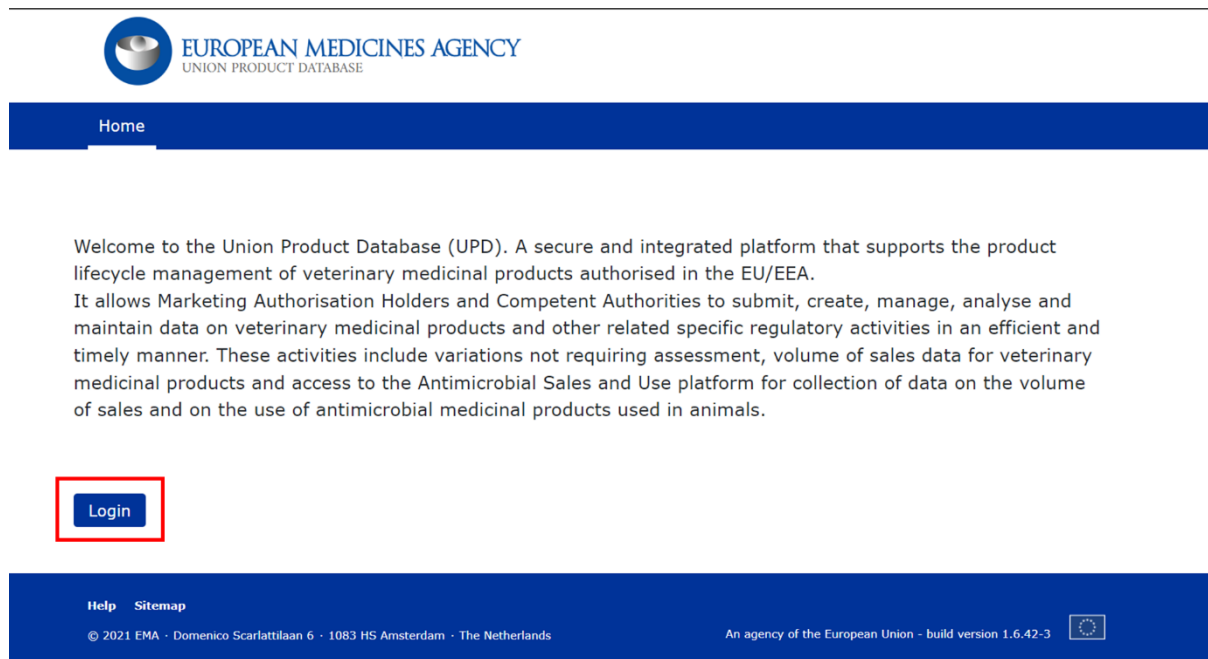 EUROPEAN MEDICINES AGENCY
UNION PRODUCT DATABASE
Home
Welcome to the Union Product Database (UPD). A secure and integrated platform that supports the product
lifecycle management of veterinary medicinal products authorised in the EU/EEA.
It allows Marketing Authorisation Holders and Competent Authorities to submit, create, manage, analyse and
maintain data on veterinary medicinal products and other related specific regulatory activities in an efficient and
timely manner. These activities include variations not requiring assessment, volume of sales data for veterinary
medicinal products and access to the Antimicrobial Sales and Use platform for collection of data on the volume
of sales and on the use of antimicrobial medicinal products used in animals.
Login
Help Sitemap
© 2021 EMA · Domenico Scarlattilaan 6 · 1083 HS Amsterdam · The Netherlands
An agency of the European Union - build version 1.6.42-3